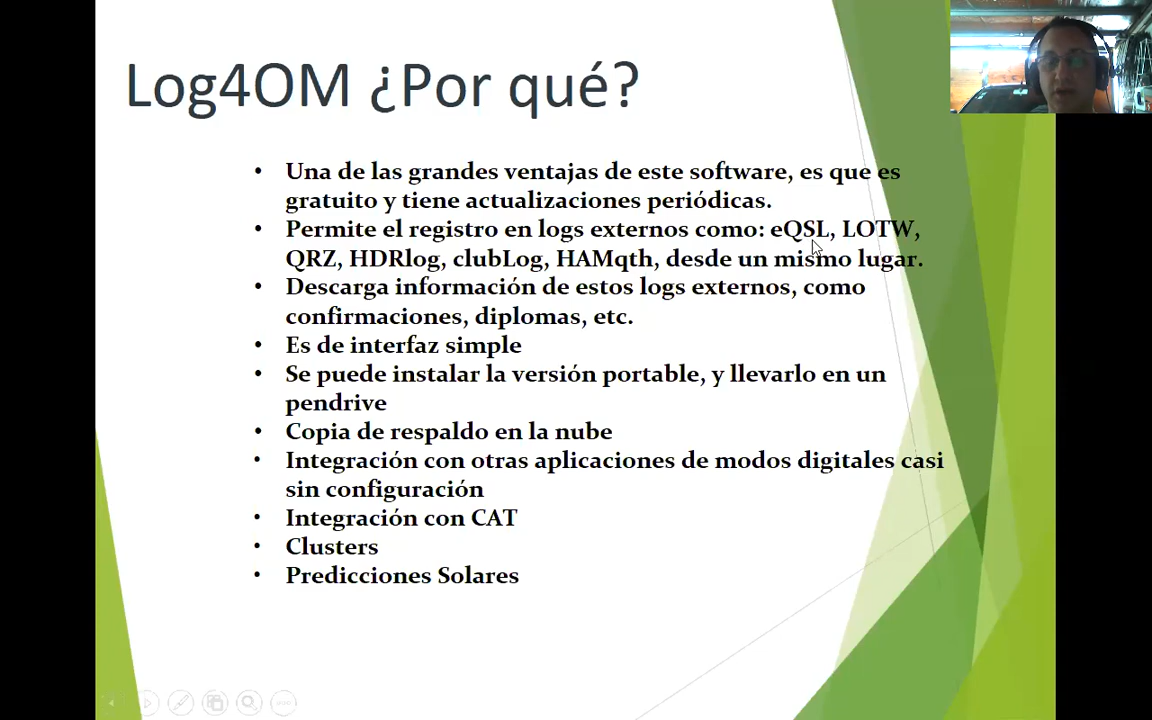 Log4OM ¿Por qué?
• Una de las grandes ventajas de este software, es que es
gratuito y tiene actualizaciones periódicas.
• Permite el registro en logs externos como: eQSL, LOTW,
QRZ, HDRlog, clubLog, HAMqth, desde un mismo lugar.
• Descarga información de estos logs externos, como
confirmaciones, diplomas, etc.
• Es de interfaz simple
• Se puede instalar la versión portable, y llevarlo en un
pendrive
• Copia de respaldo en la nube
• Integración con otras aplicaciones de modos digitales casi
sin configuración
• Integración con CAT
• Clusters
• Predicciones Solares